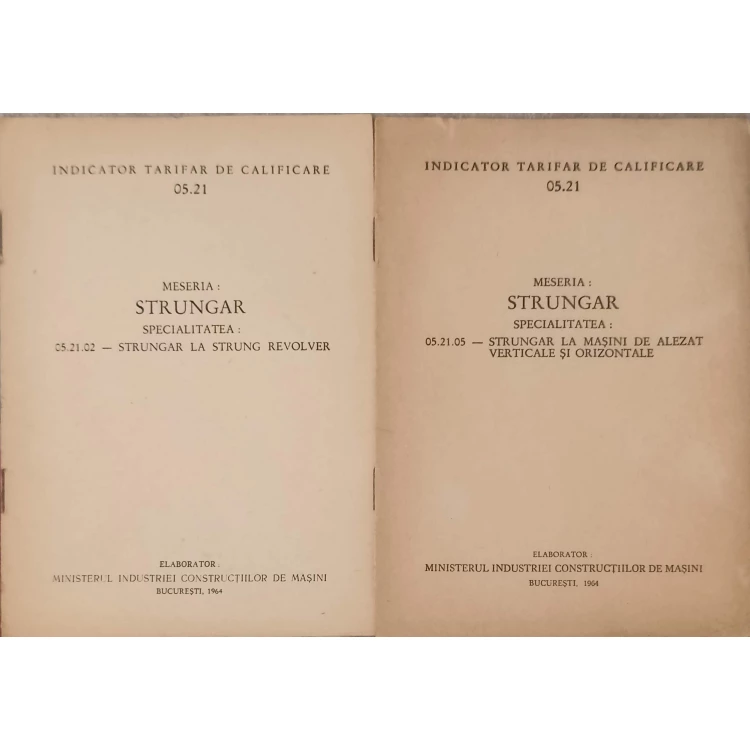 INDICATOR TARIFAR DE CALIFICARE
05.21
MESERIA :
STRUNGAR
SPECIALITATEA :
05.21.02 — STRUNGAR LA STRUNG REVOLVER
ELABORATOR :
MINISTERUL INDUSTRIEI CONSTRUCȚIILOR DE MAȘINI
BUCUREȘTI, 1964
INDICATOR TARIFAR DE CALIFICARE
05.21
MESERIA :
STRUNGAR
SPECIALITATEA :
05.21.05 — STRUNGAR LA MAȘINI DE ALEZAT
VERTICALE ȘI ORIZONTALE
ELABORATOR :
MINISTERUL INDUSTRIEI CONSTRUCȚIILOR DE MAȘINI
BUCUREȘTI, 1964